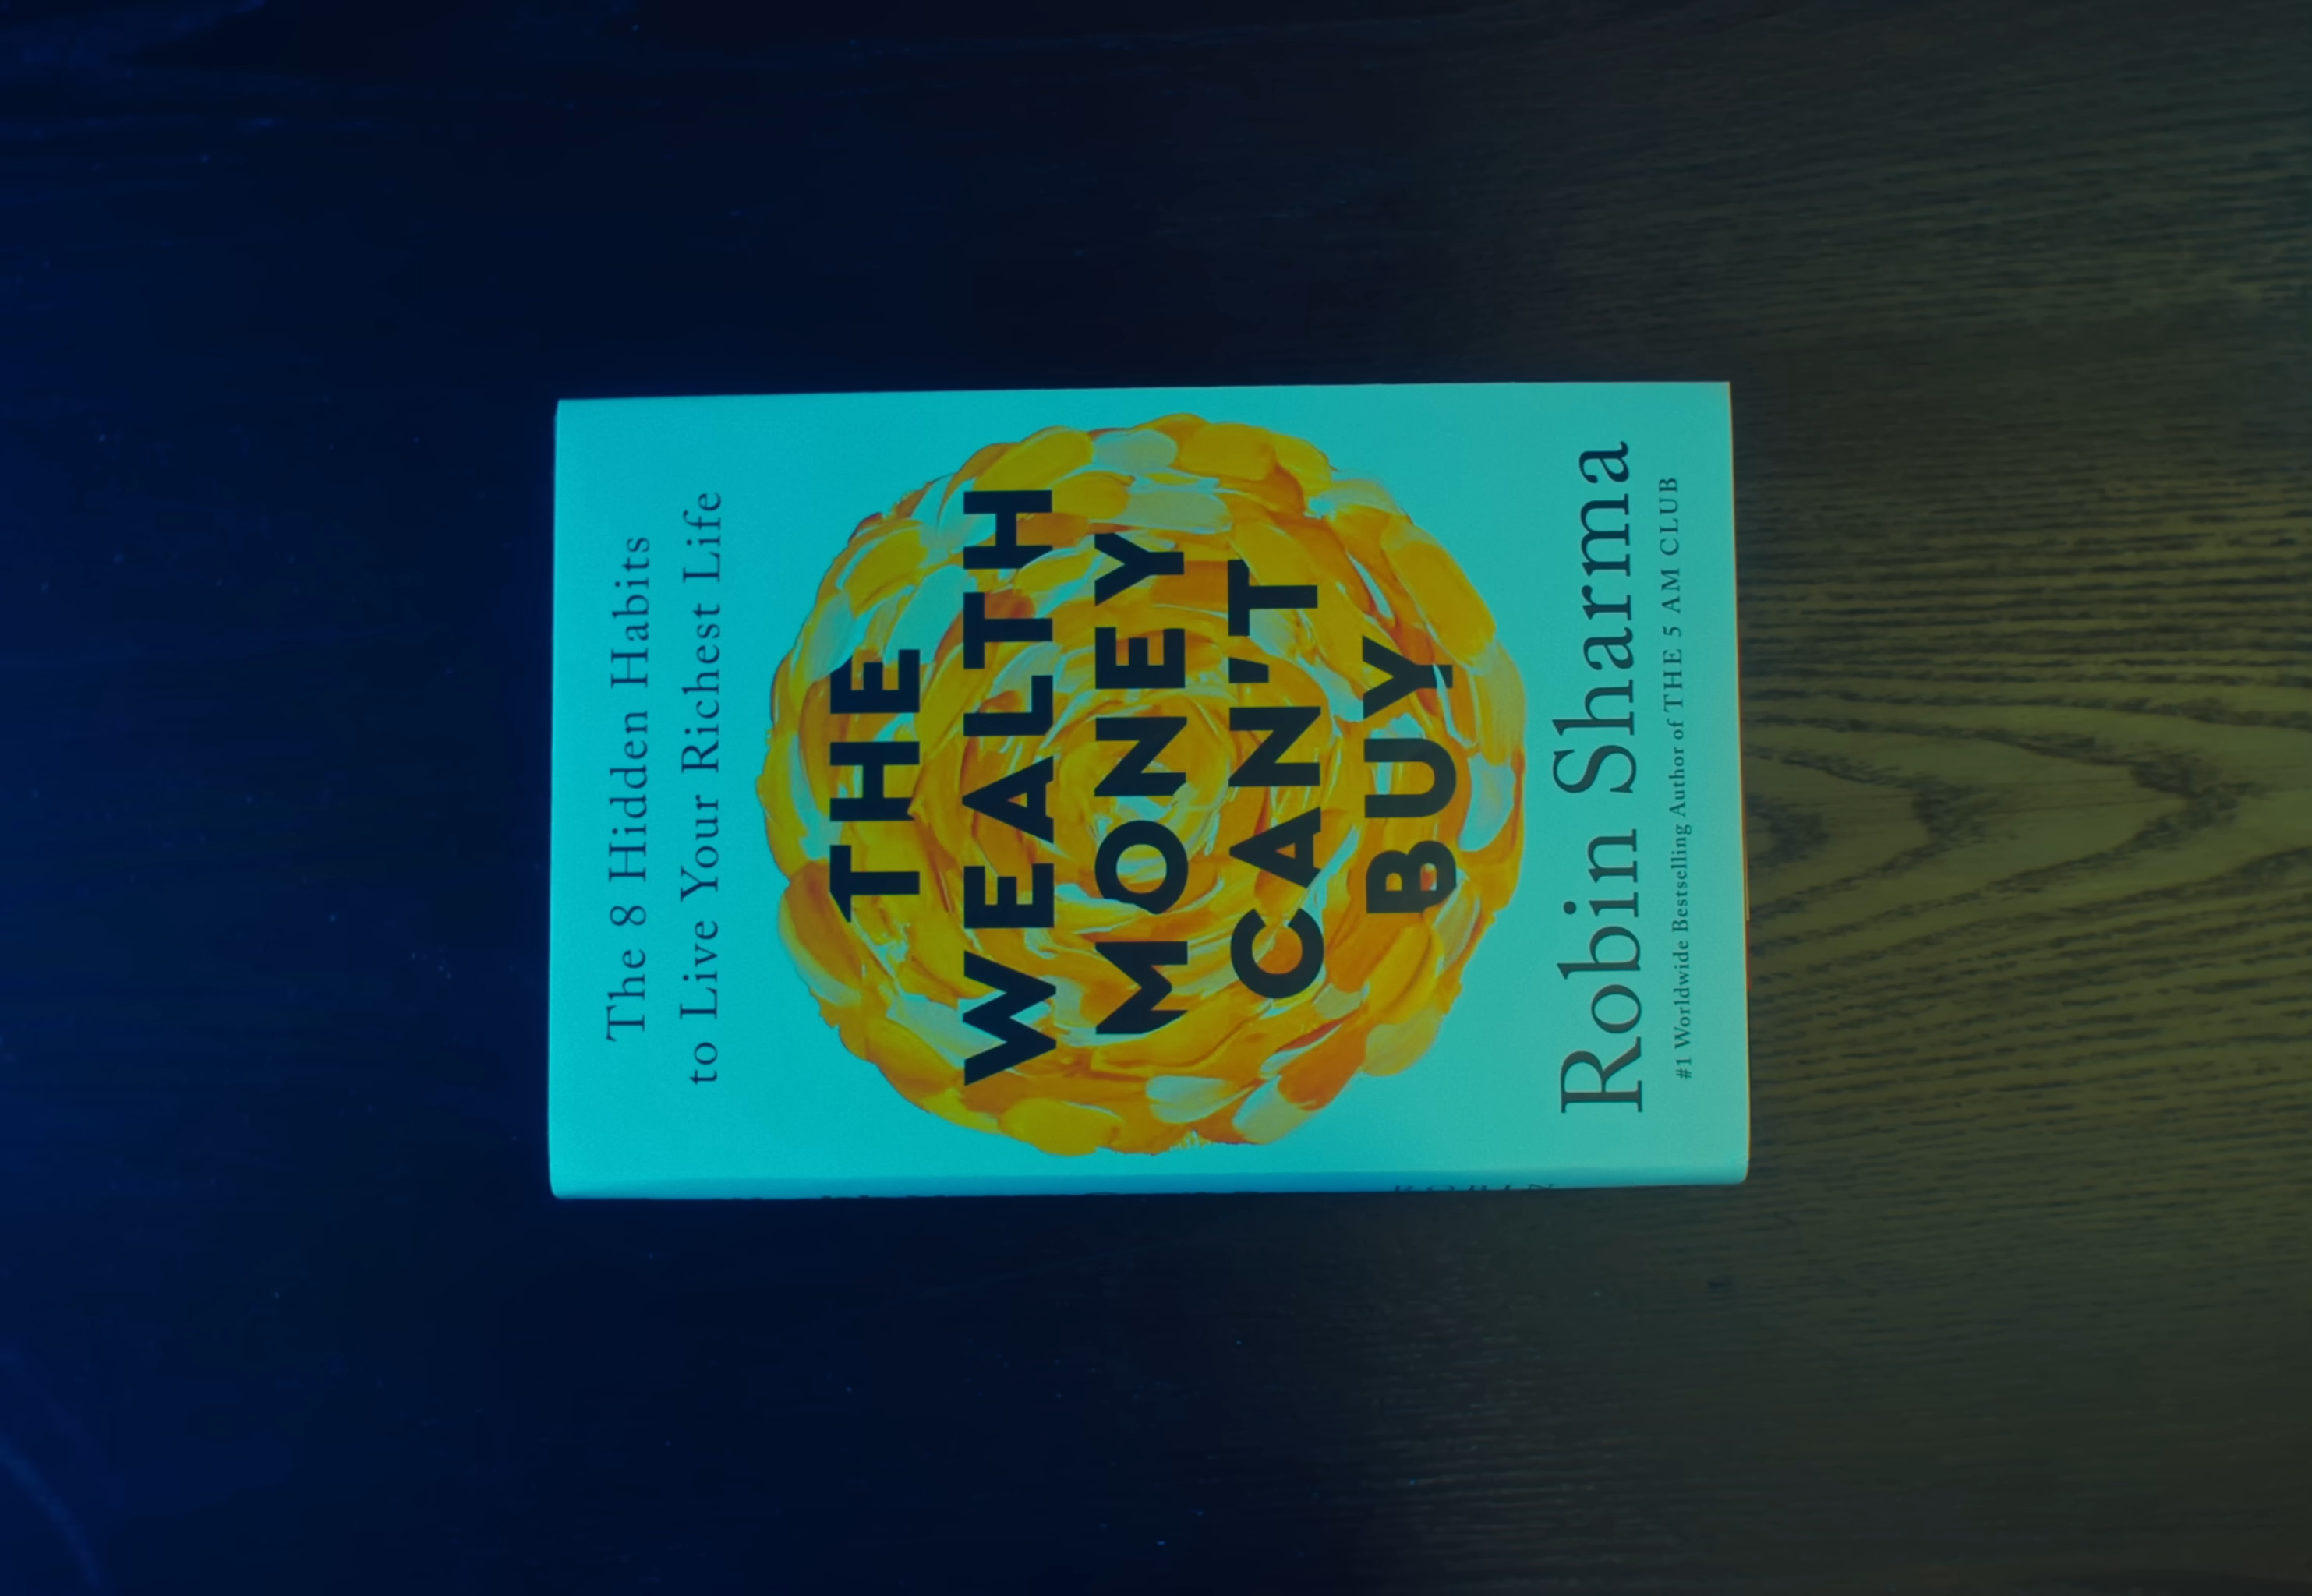 The 8 Hidden Habits
to Live Your Richest Life
THE
WEALTH
MONEY
CAN'T
BUY
Robin Sharma
#1 Worldwide Bestselling Author of THE 5 AM CLUB
ROBIN